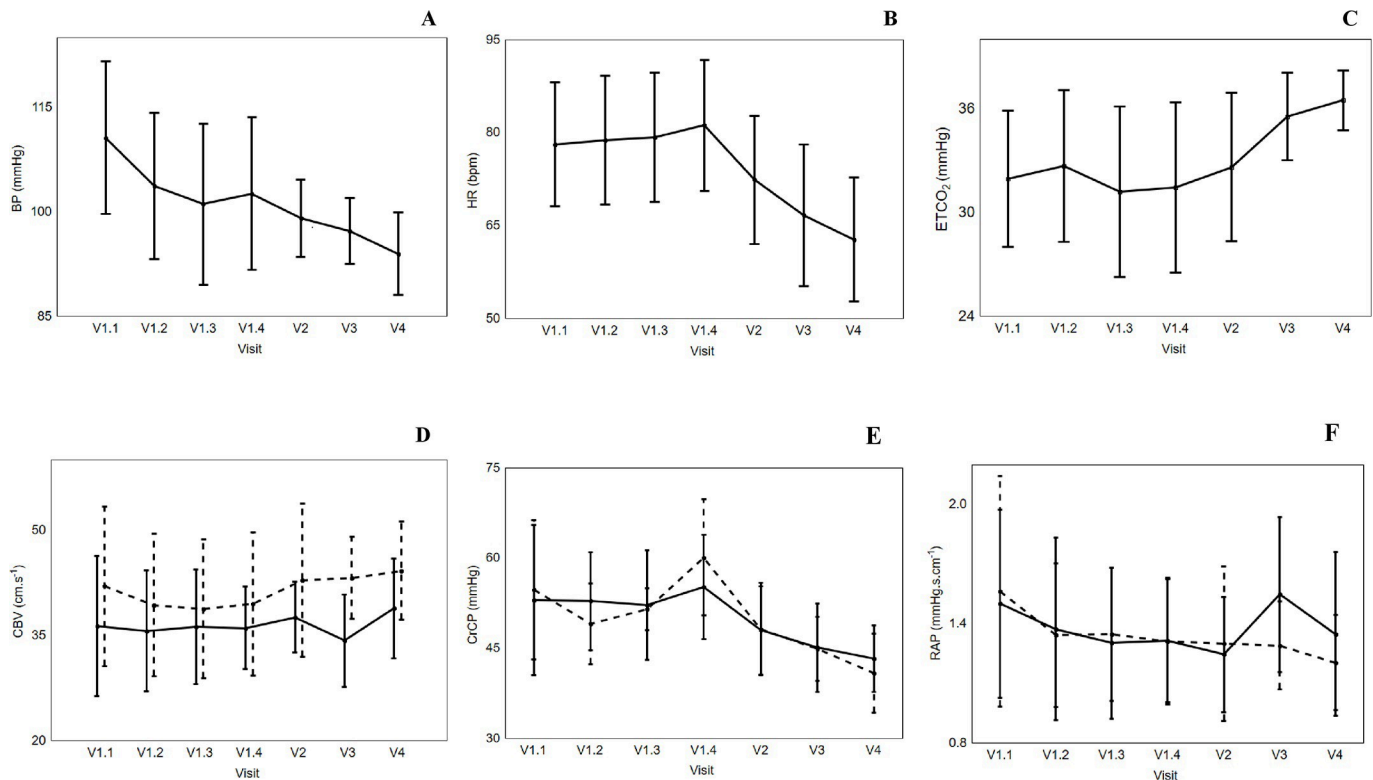 A
BP (mmHg)
115
100
85
V1.1 V1.2 V1.3 V1.4 V2 V3 V4
Visit
B
HR (bpm)
95
80
65
50
V1.1 V1.2 V1.3 V1.4 V2 V3 V4
Visit
C
ETCO₂ (mmHg)
36
30
24
V1.1 V1.2 V1.3 V1.4 V2 V3 V4
Visit
D
CBV (cm.s⁻¹)
50
35
20
V1.1 V1.2 V1.3 V1.4 V2 V3 V4
Visit
E
CrCP (mmHg)
75
60
45
30
V1.1 V1.2 V1.3 V1.4 V2 V3 V4
Visit
F
RAP (mmHg.s.cm⁻¹)
2.0
1.4
0.8
V1.1 V1.2 V1.3 V1.4 V2 V3 V4
Visit